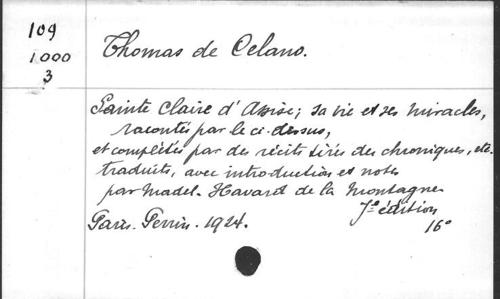 109
1000
3
Thomas de Celano.
Sainte Claire d'Assise; sa vie et ses miracles,
racontés par le ci-dessus,
et complétés par des récits tirés des chroniques, etc.
traduits, avec introduction et notes
par Madel. Havard de la Montagne
7e édition
Paris. Perrin. 1924.
16°